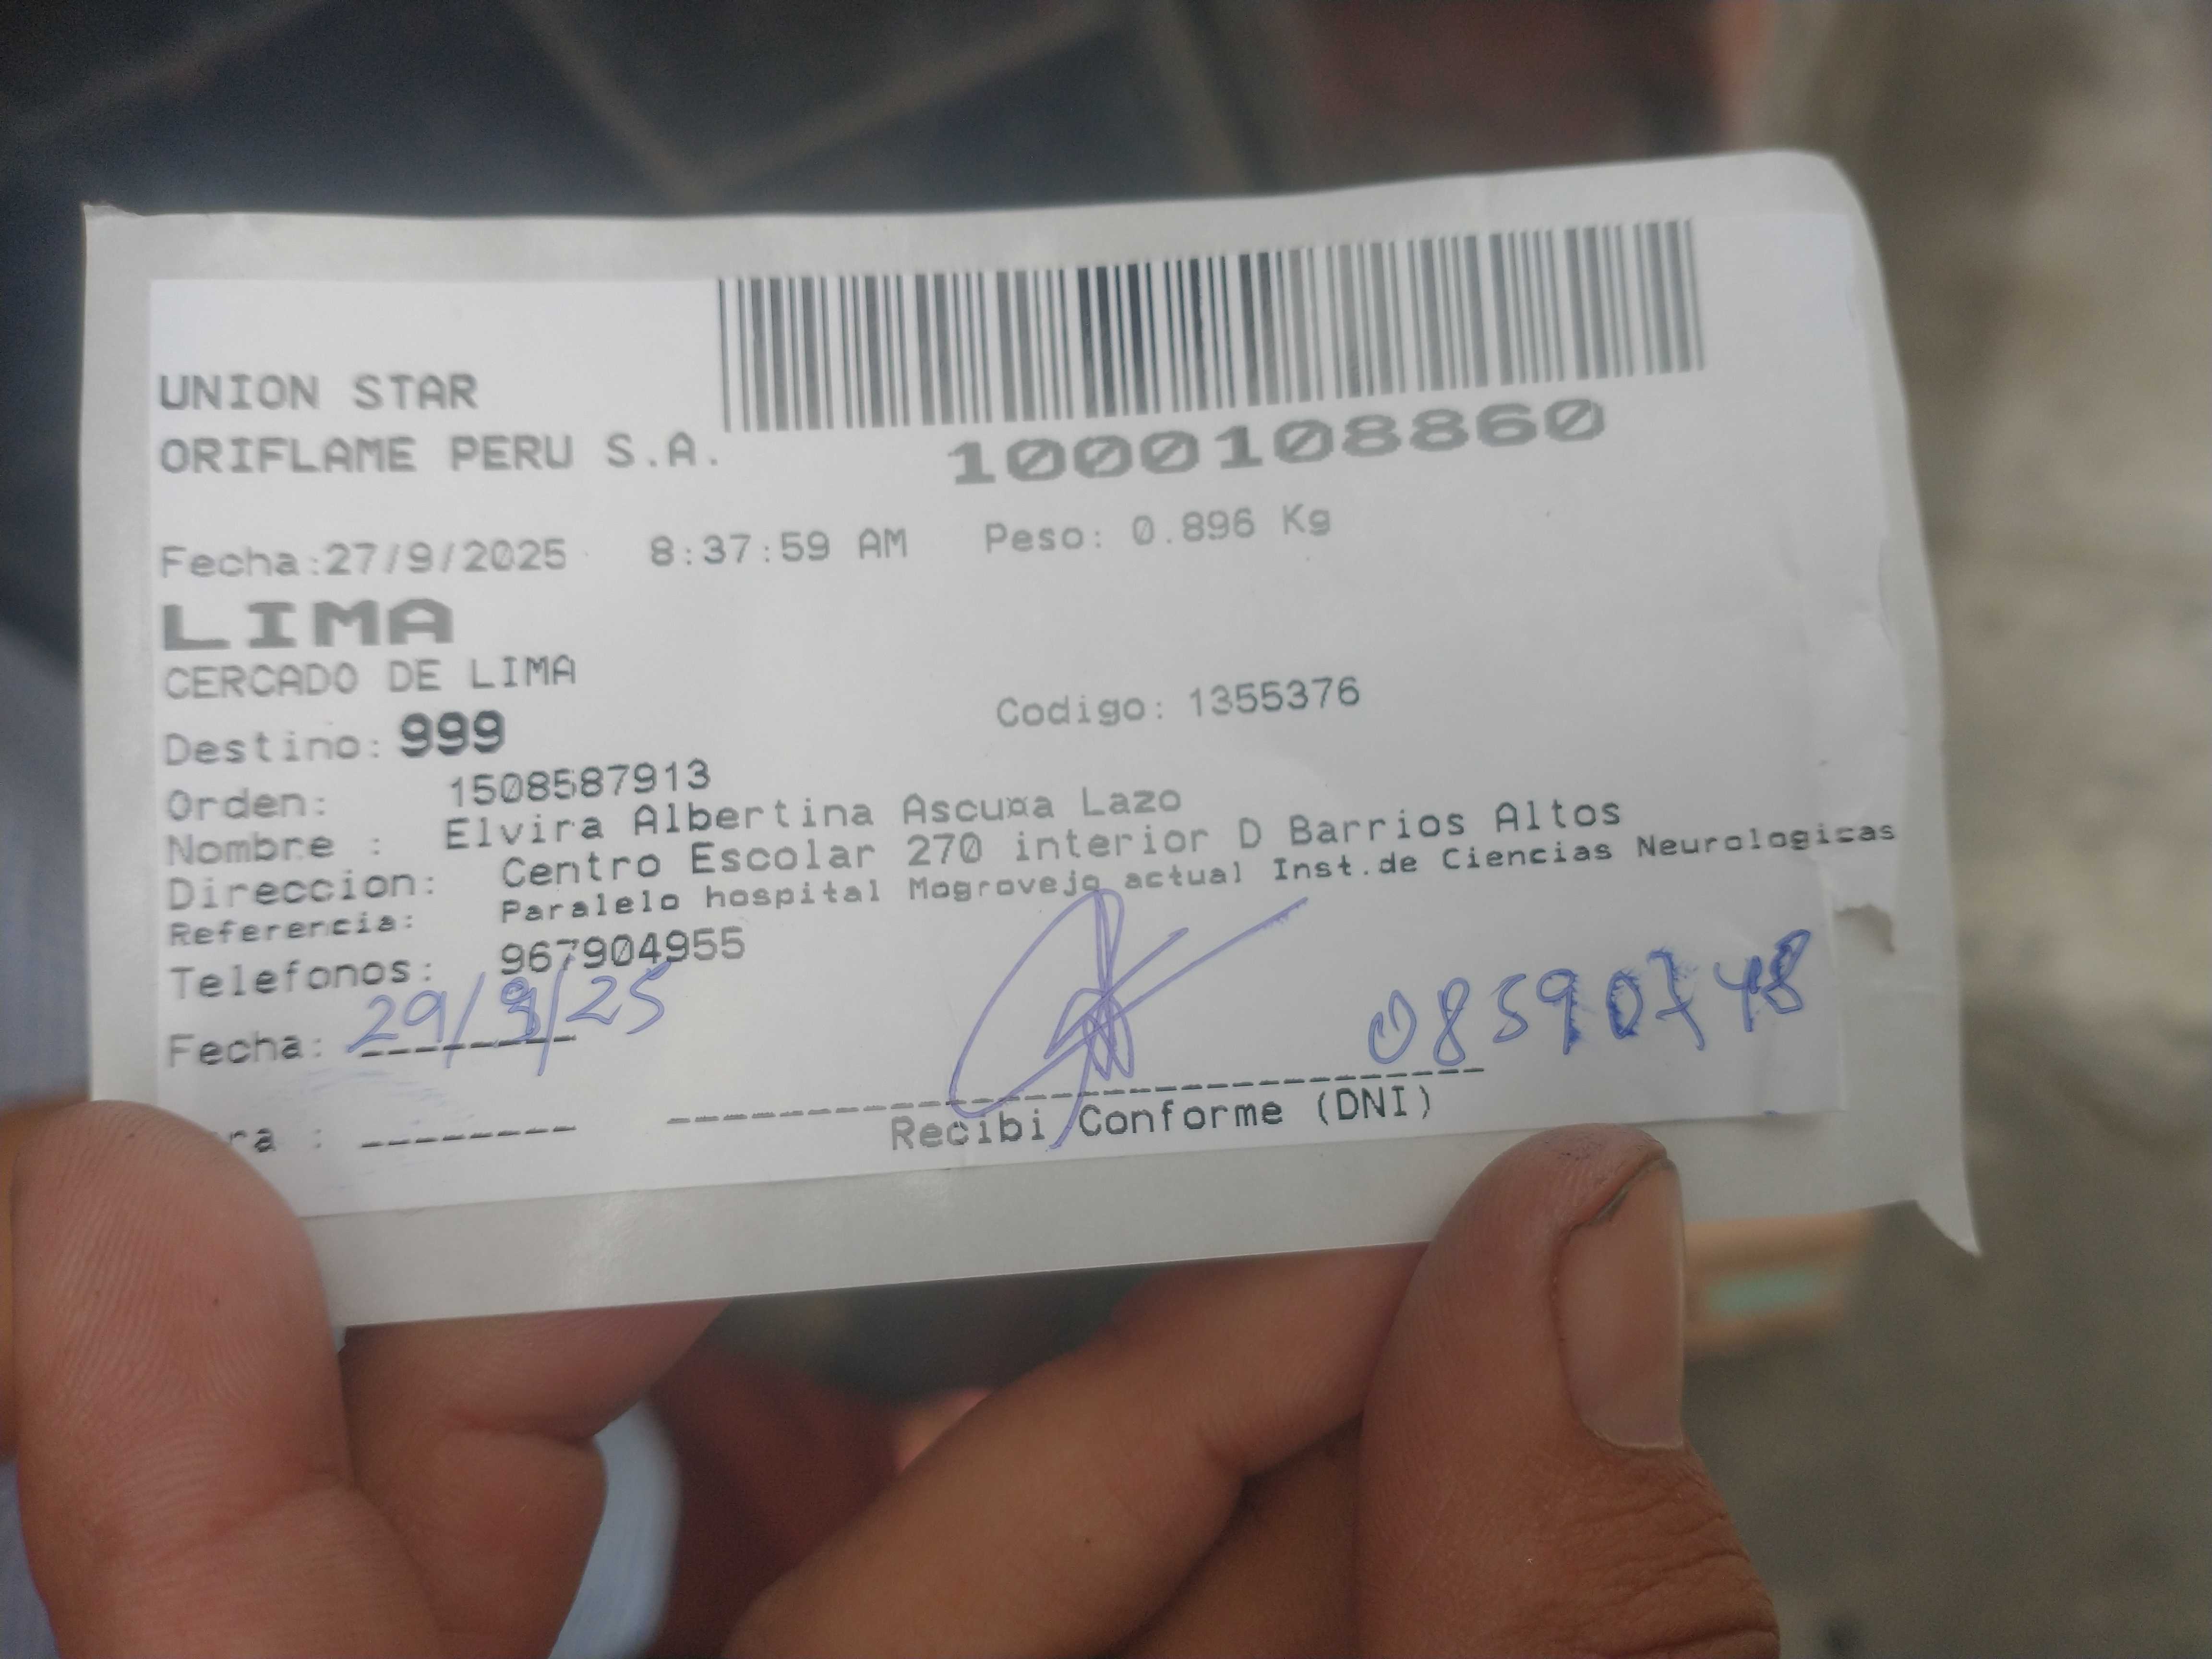 UNION STAR
ORIFLAME PERU S.A.
1000108860
Fecha:27/9/2025 8:37:59 AM Peso: 0.896 Kg
LIMA
CERCADO DE LIMA
Destino: 999 Codigo: 1355376
Orden: 1508587913
Nombre : Elvira Albertina Ascu¤a Lazo
Direccion: Centro Escolar 270 interior D Barrios Altos
Referencia: Paralelo hospital Mogrovejo actual Inst.de Ciencias Neurologicas
Telefonos: 967904955
Fecha: 29/9/25
08590748
ra :
Recibi Conforme (DNI)